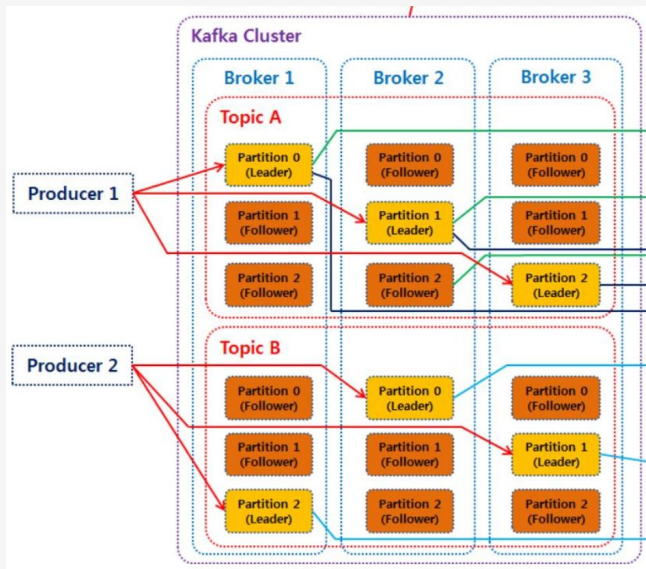 Kafka Cluster
Broker 1
Broker 2
Broker 3
Topic A
Partition 0
(Leader)
Partition 0
(Follower)
Partition 0
(Follower)
Producer 1
Partition 1
(Follower)
Partition 1
(Leader)
Partition 1
(Follower)
Partition 2
(Follower)
Partition 2
(Follower)
Partition 2
(Leader)
Topic B
Producer 2
Partition 0
(Follower)
Partition 0
(Leader)
Partition 0
(Follower)
Partition 1
(Follower)
Partition 1
(Follower)
Partition 1
(Leader)
Partition 2
(Leader)
Partition 2
(Follower)
Partition 2
(Follower)